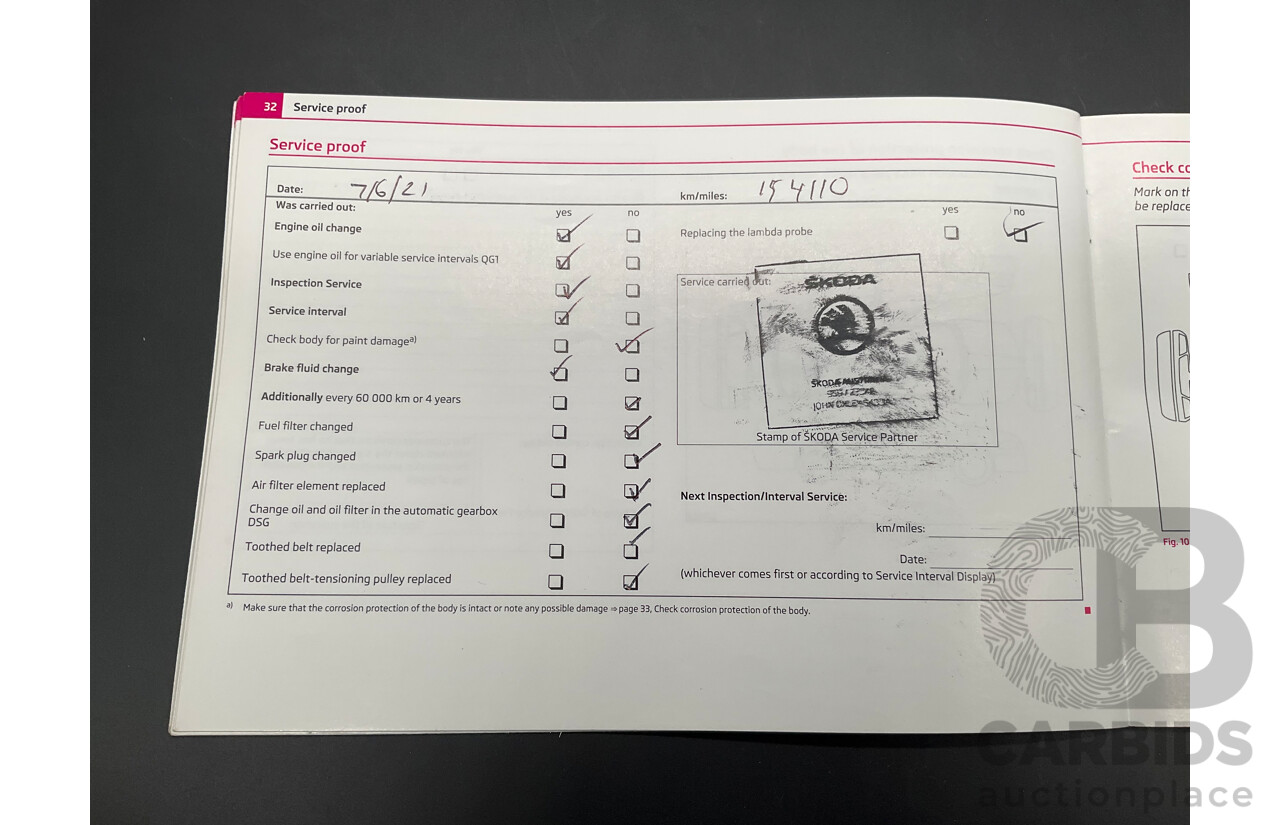 32 Service proof
Service proof
Date: 7/6/21
km/miles: 154110
Was carried out:
yes no
Engine oil change
Use engine oil for variable service intervals QG1
Inspection Service
Service interval
Check body for paint damage a)
Brake fluid change
Additionally every 60 000 km or 4 years
Fuel filter changed
Spark plug changed
Air filter element replaced
Change oil and oil filter in the automatic gearbox
DSG
Toothed belt replaced
Toothed belt-tensioning pulley replaced
yes no
Replacing the lambda probe
Service carried out:
ŠKODA
ŠKODA
Stamp of ŠKODA Service Partner
Next Inspection/Interval Service:
km/miles:
Date:
(whichever comes first or according to Service Interval Display)
a) Make sure that the corrosion protection of the body is intact or note any possible damage ⇒ page 33, Check corrosion protection of the body.
Check co
Mark on th
be replace
Fig. 10
CARBIDS
auctionplace